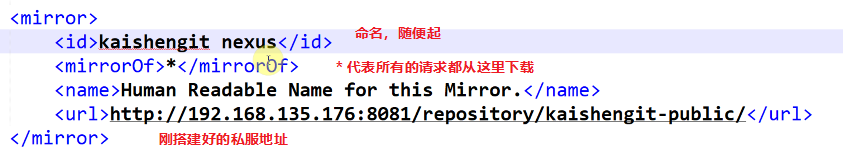 <mirror>
<id>kaishengit nexus</id> 命名，随便起
<mirrorOf>*</mirrorOf> * 代表所有的请求都从这里下载
<name>Human Readable Name for this Mirror.</name>
<url>http://192.168.135.176:8081/repository/kaishengit-public/</url>
</mirror> 刚搭建好的私服地址